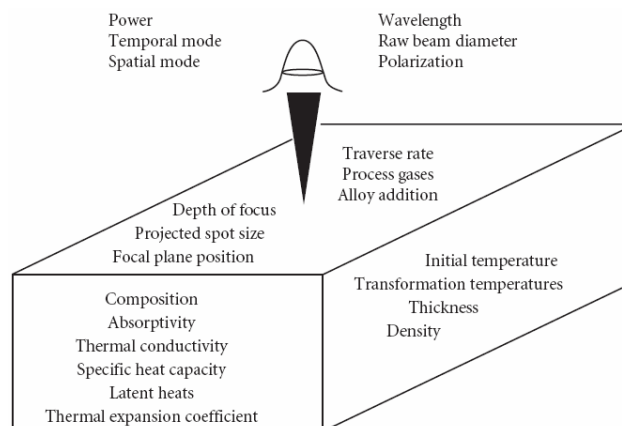 Power
Temporal mode
Spatial mode
Wavelength
Raw beam diameter
Polarization
Traverse rate
Process gases
Alloy addition
Depth of focus
Projected spot size
Focal plane position
Initial temperature
Transformation temperatures
Thickness
Density
Composition
Absorptivity
Thermal conductivity
Specific heat capacity
Latent heats
Thermal expansion coefficient